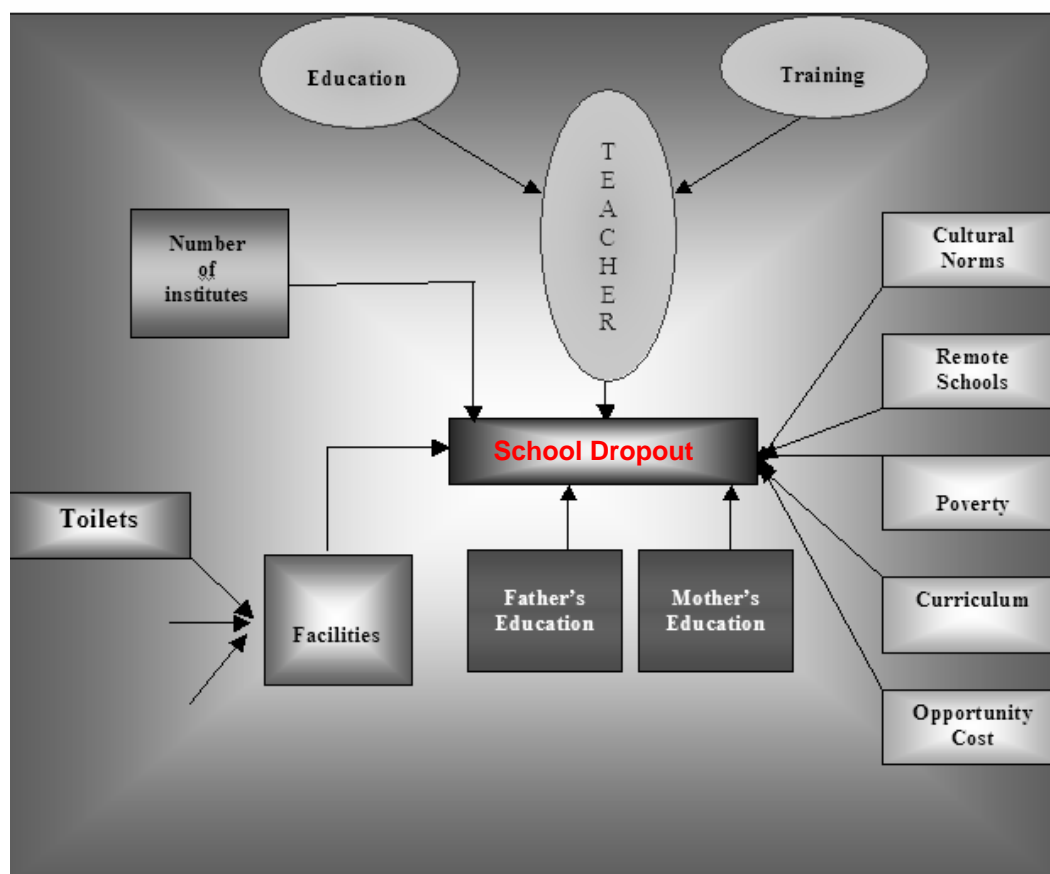 Education
Training
T
E
A
C
H
E
R
Number
of
institutes
Cultural
Norms
Remote
Schools
School Dropout
Poverty
Toilets
Facilities
Father's
Education
Mother's
Education
Curriculum
Opportunity
Cost